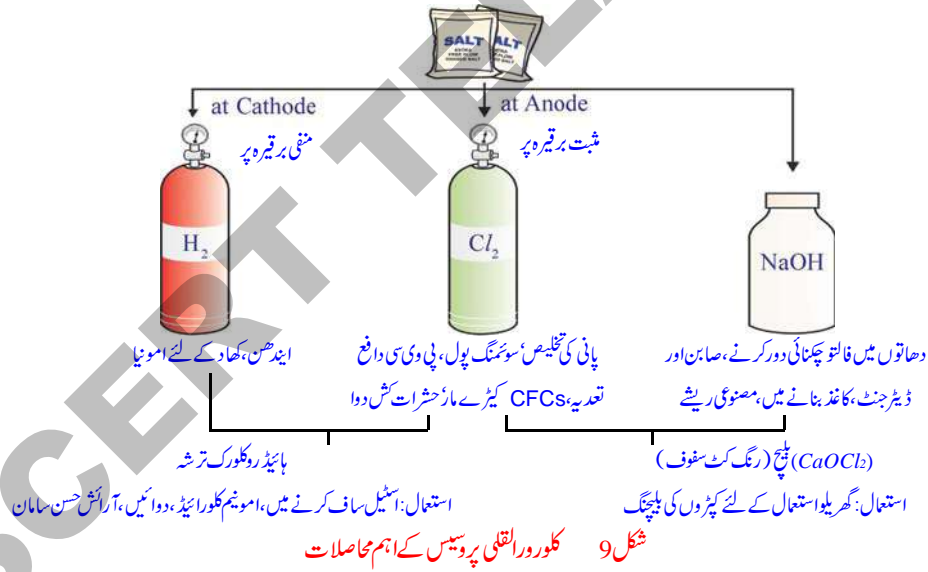 SALT
SALT
at Cathode
منفی برقیرہ پر
at Anode
مثبت برقیرہ پر
H₂
Cl₂
NaOH
ایندھن، کھاد کے لئے امونیا
پانی کی تخلیص، سوئمنگ پول، پی وی سی دافع
تعدیہ، CFCs کیڑے مار، حشرات کش دوا
دھاتوں میں فالتو چکنائی دور کرنے، صابن اور
ڈیٹرجنٹ، کاغذ بنانے میں، مصنوعی ریشے
ہائیڈروکلورک ترشہ
استعمال: اسٹیل ساف کرنے میں، امونیم کلورائیڈ، دوائیں، آرائش حسن سامان
(CaOCl₂) بلیچ (رنگ کٹ سفوف)
استعمال: گھریلو استعمال کے لئے کپڑوں کی بلیچنگ
شکل 9 کلورورالقلی پروسیس کے اہم محاصلات